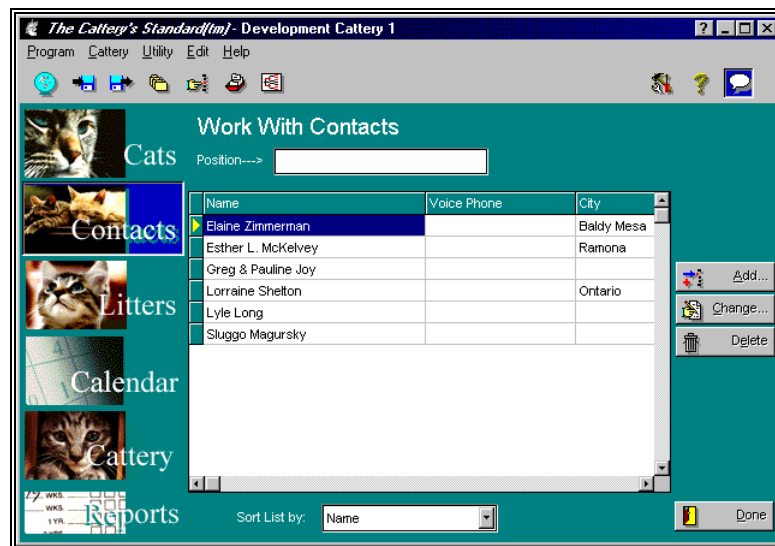 The Cattery's Standard(tm) - Development Cattery 1
Program Cattery Utility Edit Help
Work With Contacts
Position--->
Cats
Contacts
Litters
Calendar
Cattery
Reports
Name Voice Phone City
Elaine Zimmerman Baldy Mesa
Esther L. McKelvey Ramona
Greg & Pauline Joy
Lorraine Shelton Ontario
Lyle Long
Sluggo Magursky
Add...
Change...
Delete
Sort List by: Name
Done